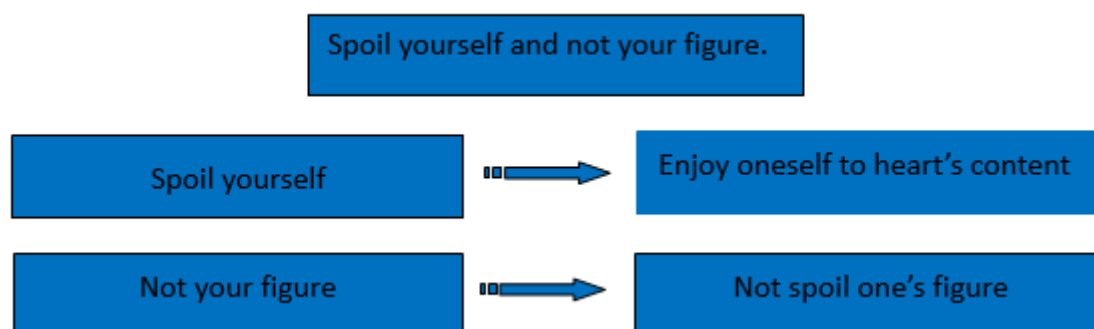 Spoil yourself and not your figure.
Spoil yourself
Enjoy oneself to heart's content
Not your figure
Not spoil one's figure